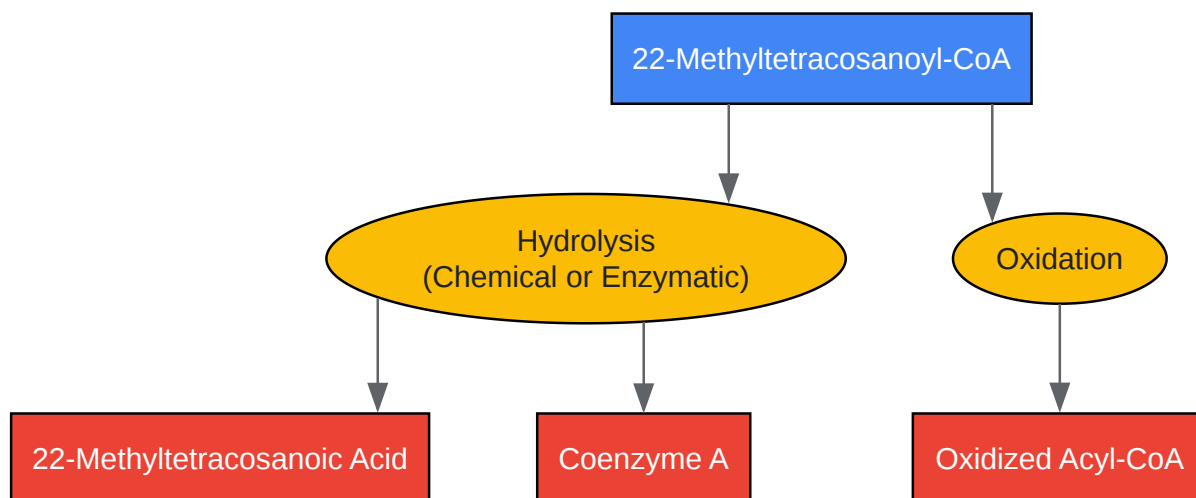 22-Methyltetracosanoyl-CoA
Hydrolysis
(Chemical or Enzymatic)
Oxidation
22-Methyltetracosanoic Acid
Coenzyme A
Oxidized Acyl-CoA